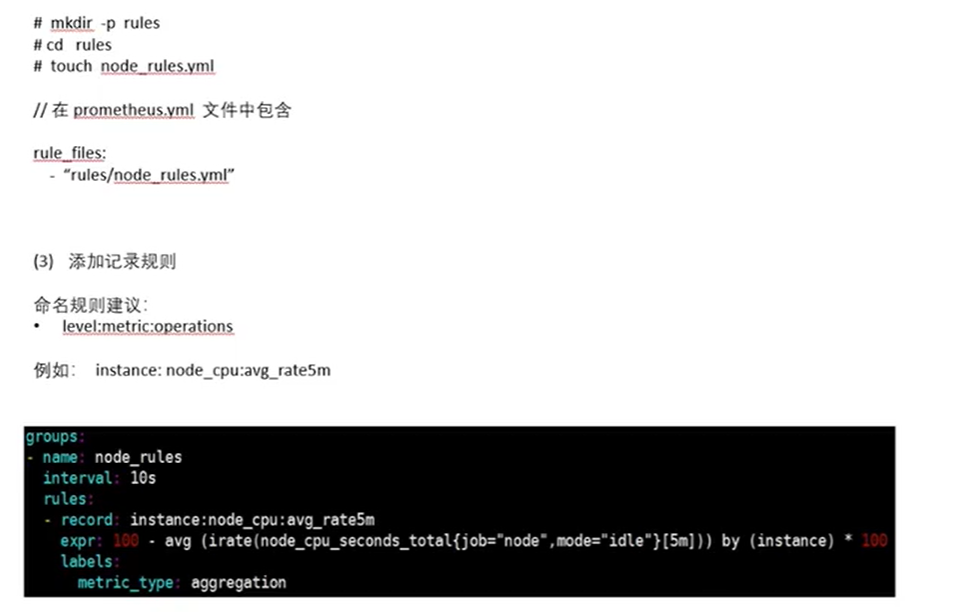 # mkdir -p rules
# cd rules
# touch node_rules.yml
// 在 prometheus.yml 文件中包含
rule_files:
- “rules/node_rules.yml”
(3) 添加记录规则
命名规则建议：
• level:metric:operations
例如： instance: node_cpu:avg_rate5m
groups:
- name: node_rules
interval: 10s
rules:
- record: instance:node_cpu:avg_rate5m
expr: 100 - avg (irate(node_cpu_seconds_total{job="node",mode="idle"}[5m])) by (instance) * 100
labels:
metric_type: aggregation